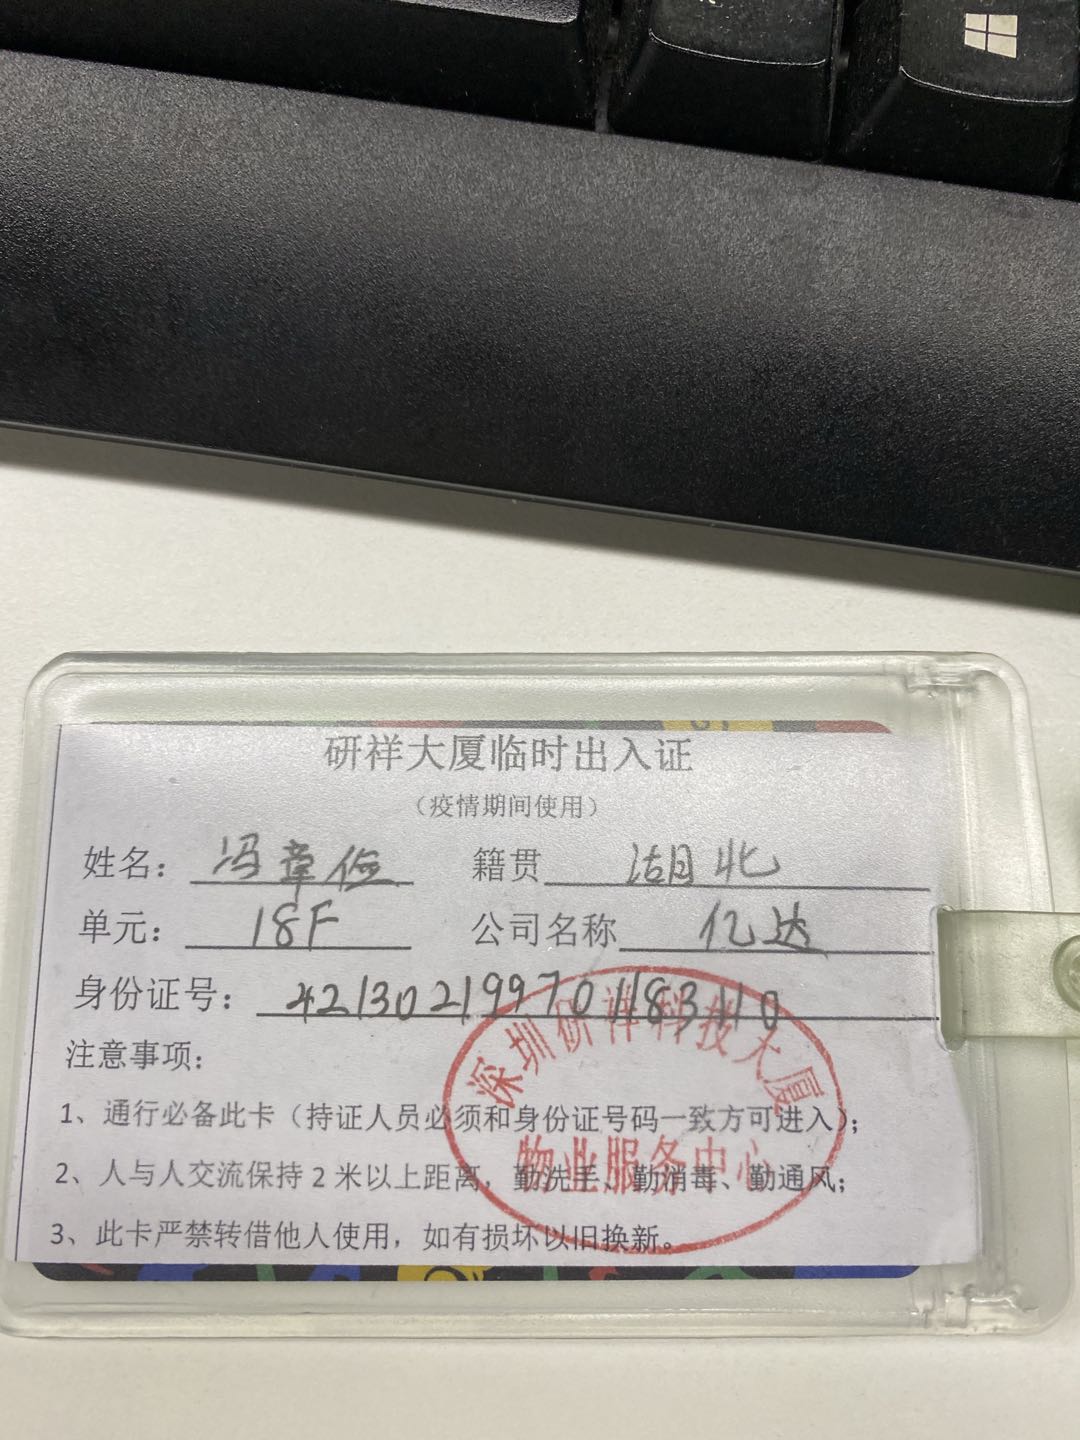 研祥大厦临时出入证
（疫情期间使用）
姓名：冯章俭 籍贯 湖北
单元：18F 公司名称 亿达
身份证号：421302199701183110
注意事项：
1、通行必备此卡（持证人员必须和身份证号码一致方可进入）；
2、人与人交流保持2米以上距离，勤洗手、勤消毒、勤通风；
3、此卡严禁转借他人使用，如有损坏以旧换新。
深圳研祥科技大厦
物业服务中心